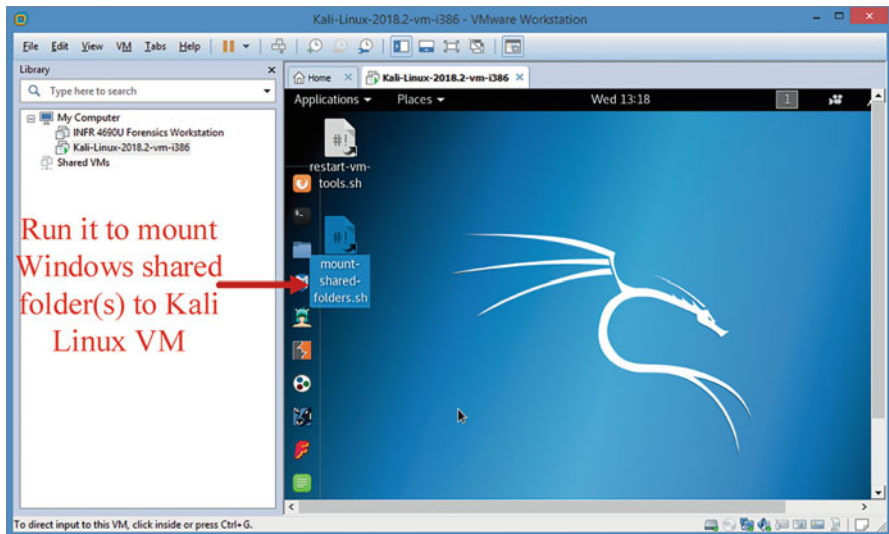 Kali-Linux-2018.2-vm-i386 - VMware Workstation
File Edit View VM Tabs Help
Library
Type here to search
My Computer
INFR 4690U Forensics Workstation
Kali-Linux-2018.2-vm-i386
Shared VMs
Run it to mount
Windows shared
folder(s) to Kali
Linux VM
Home
Kali-Linux-2018.2-vm-i386
Applications Places Wed 13:18 1
#!
restart-vm-
tools.sh
#!
mount-
shared-
folders.sh
To direct input to this VM, click inside or press Ctrl+G.